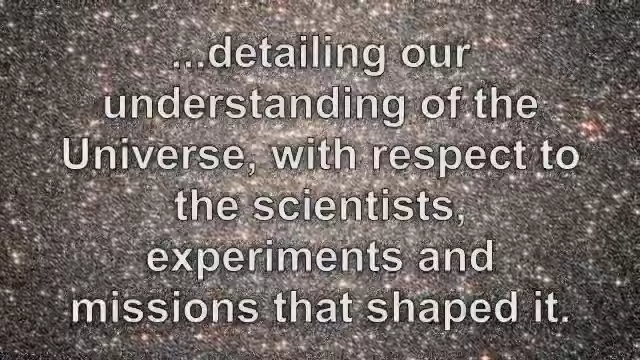 ...detailing our
understanding of the
Universe, with respect to
the scientists,
experiments and
missions that shaped it.